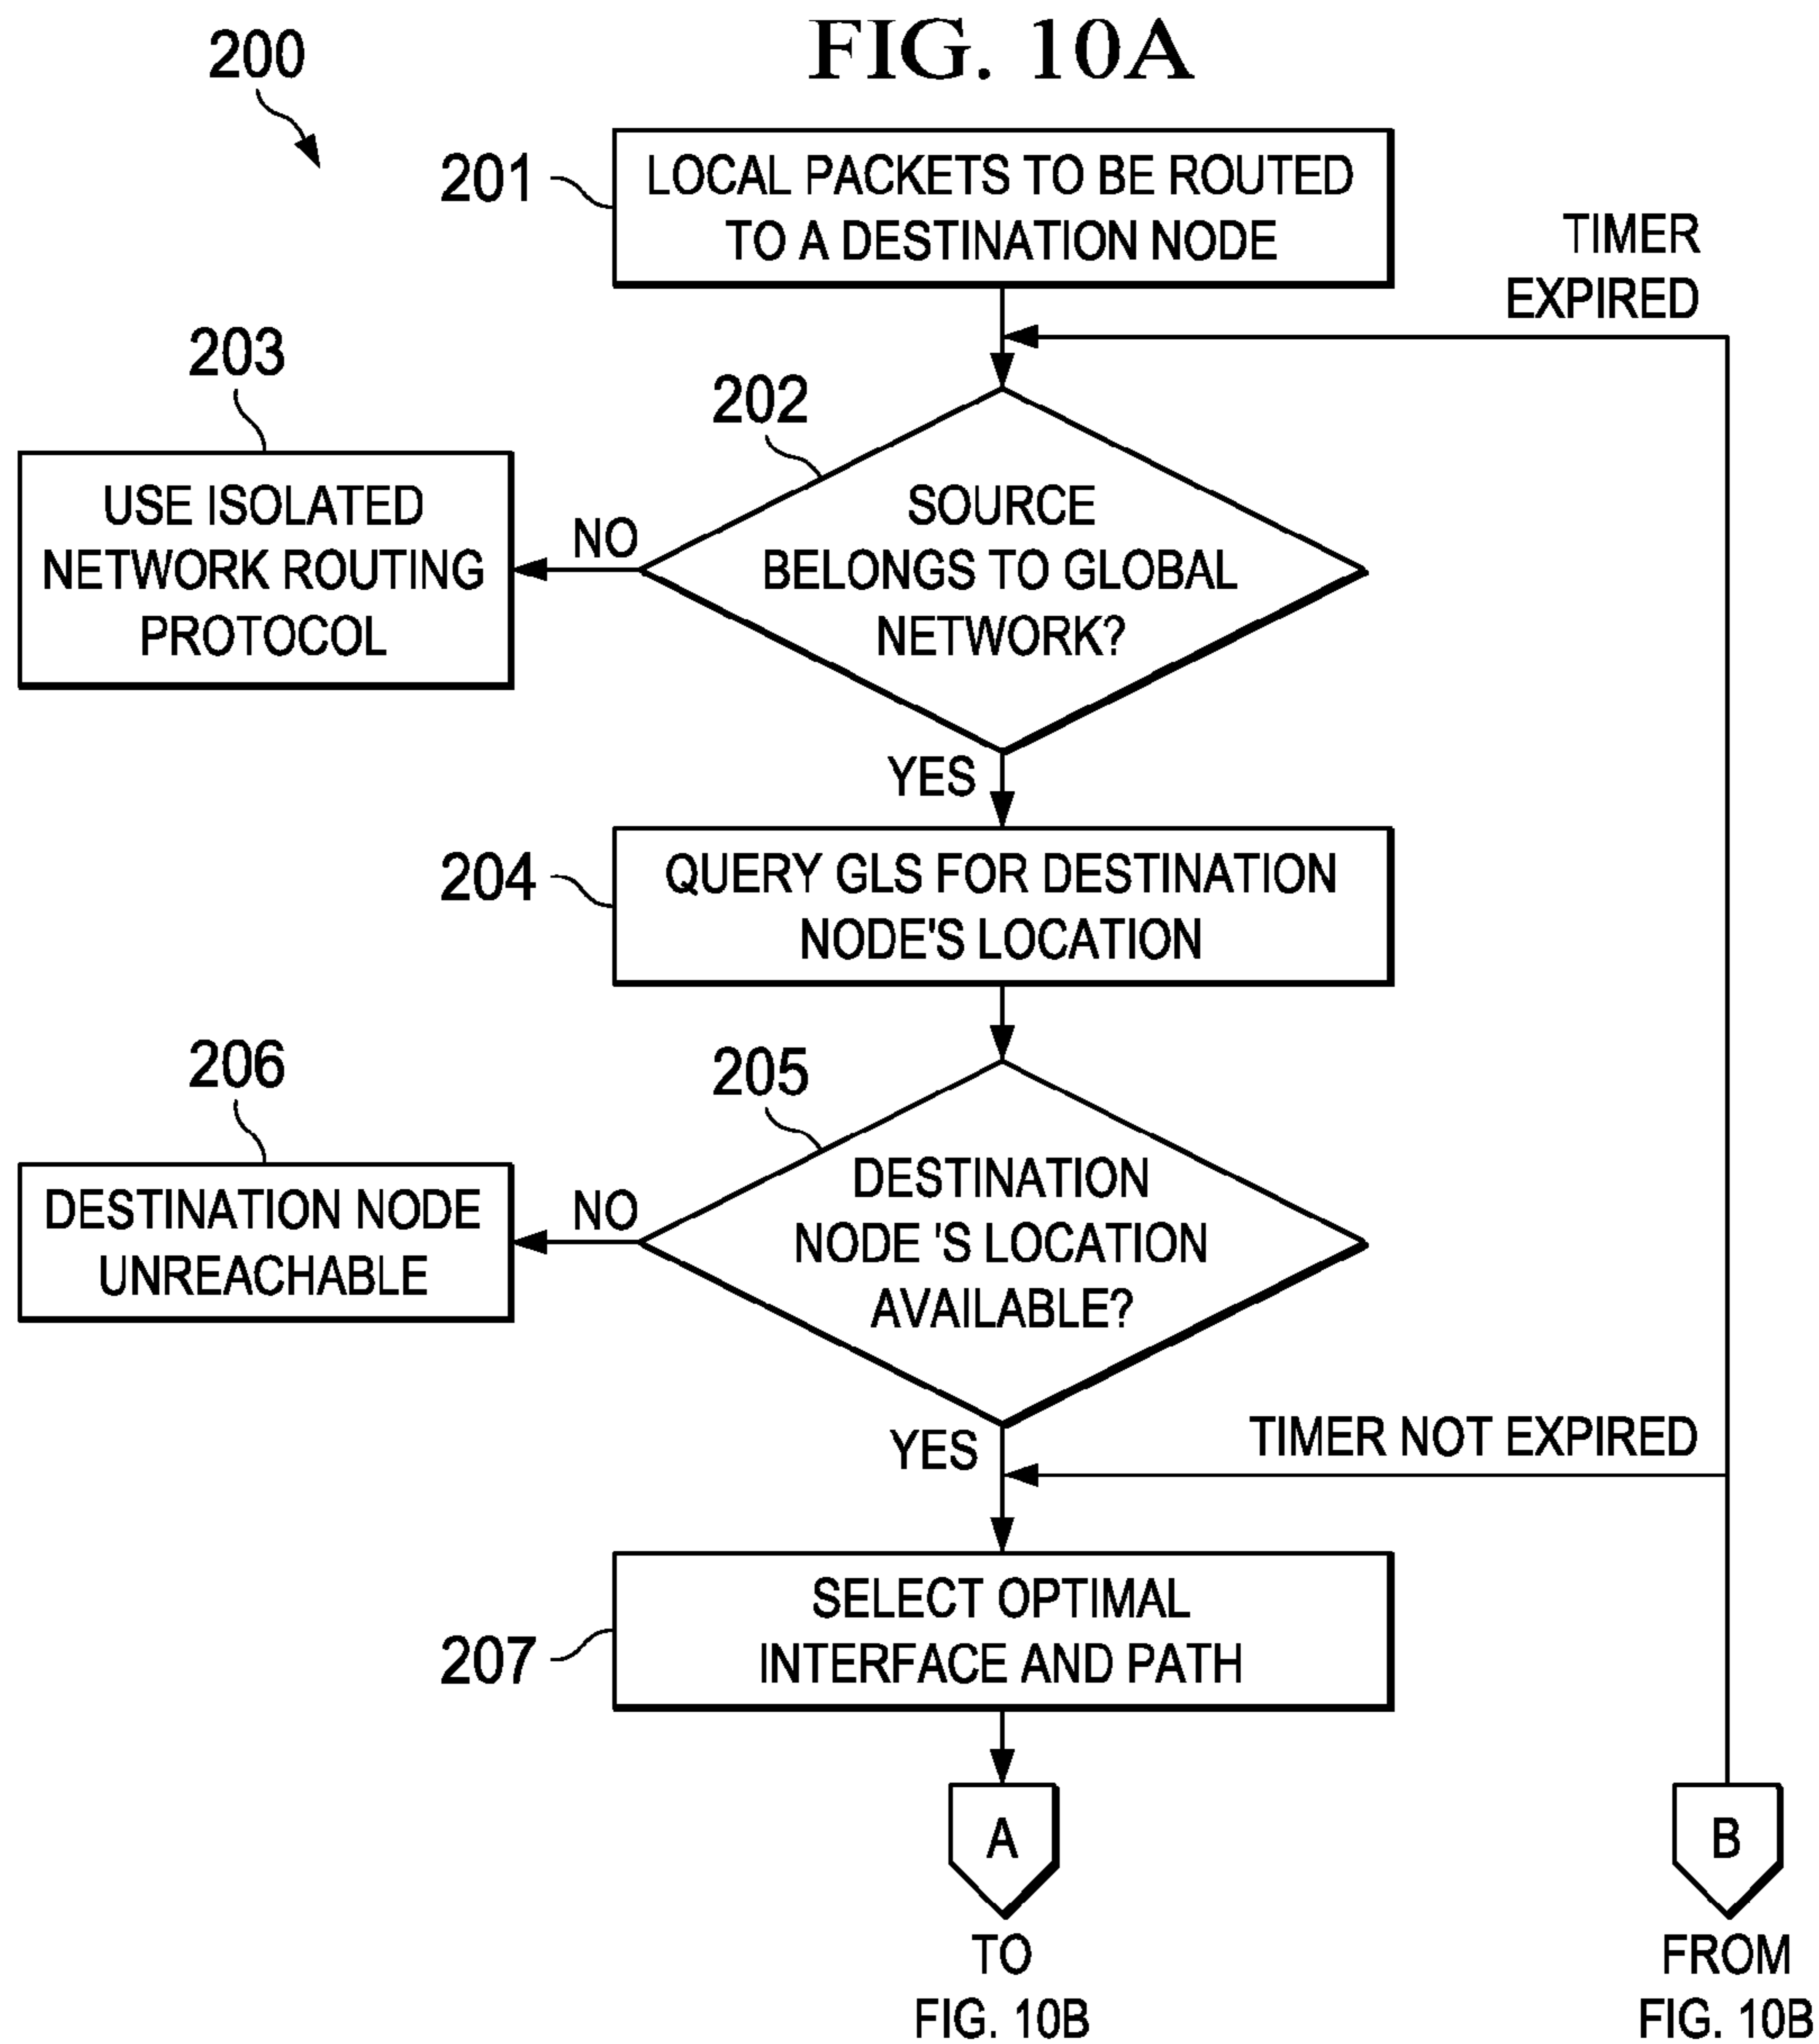 FIG. 10A
200
201
LOCAL PACKETS TO BE ROUTED
TO A DESTINATION NODE
TIMER
EXPIRED
203
202
USE ISOLATED
NETWORK ROUTING
PROTOCOL
NO
SOURCE
BELONGS TO GLOBAL
NETWORK?
YES
204
QUERY GLS FOR DESTINATION
NODE'S LOCATION
206
205
DESTINATION NODE
UNREACHABLE
NO
DESTINATION
NODE 'S LOCATION
AVAILABLE?
YES
TIMER NOT EXPIRED
207
SELECT OPTIMAL
INTERFACE AND PATH
A
TO
FIG. 10B
B
FROM
FIG. 10B